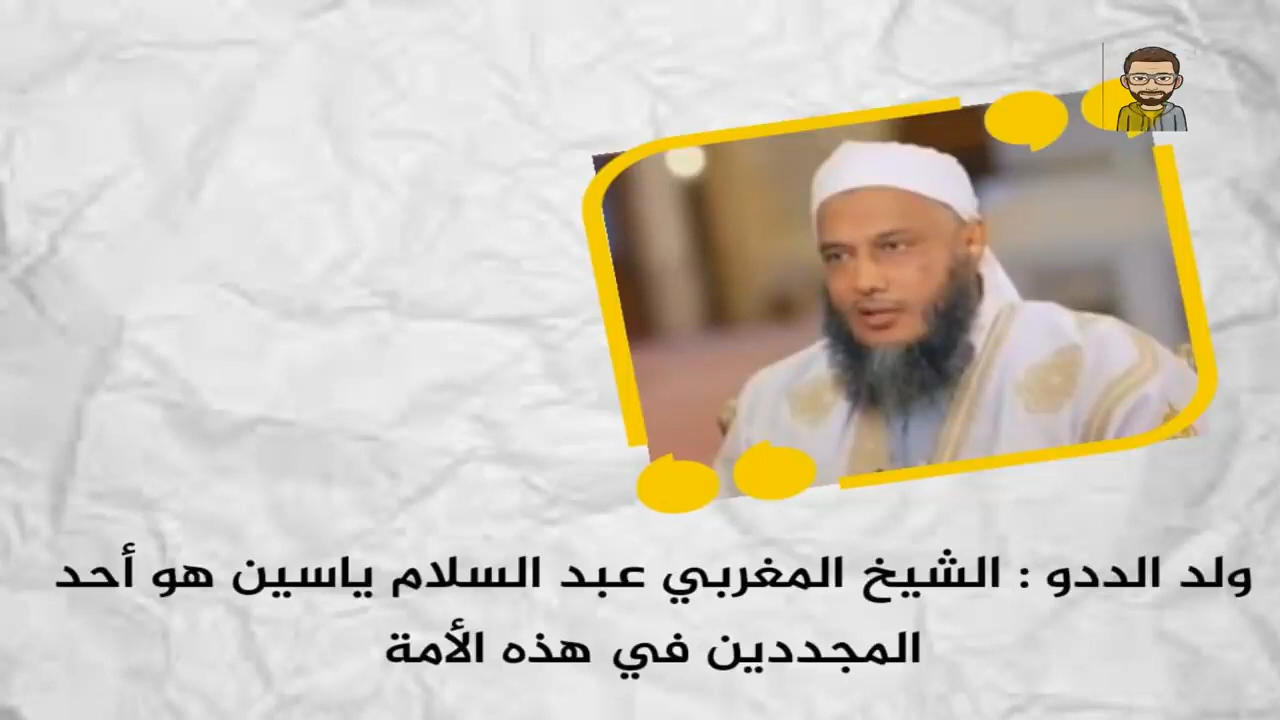 ولد الددو : الشيخ المغربي عبد السلام ياسين هو أحد
المجددين في هذه الأمة